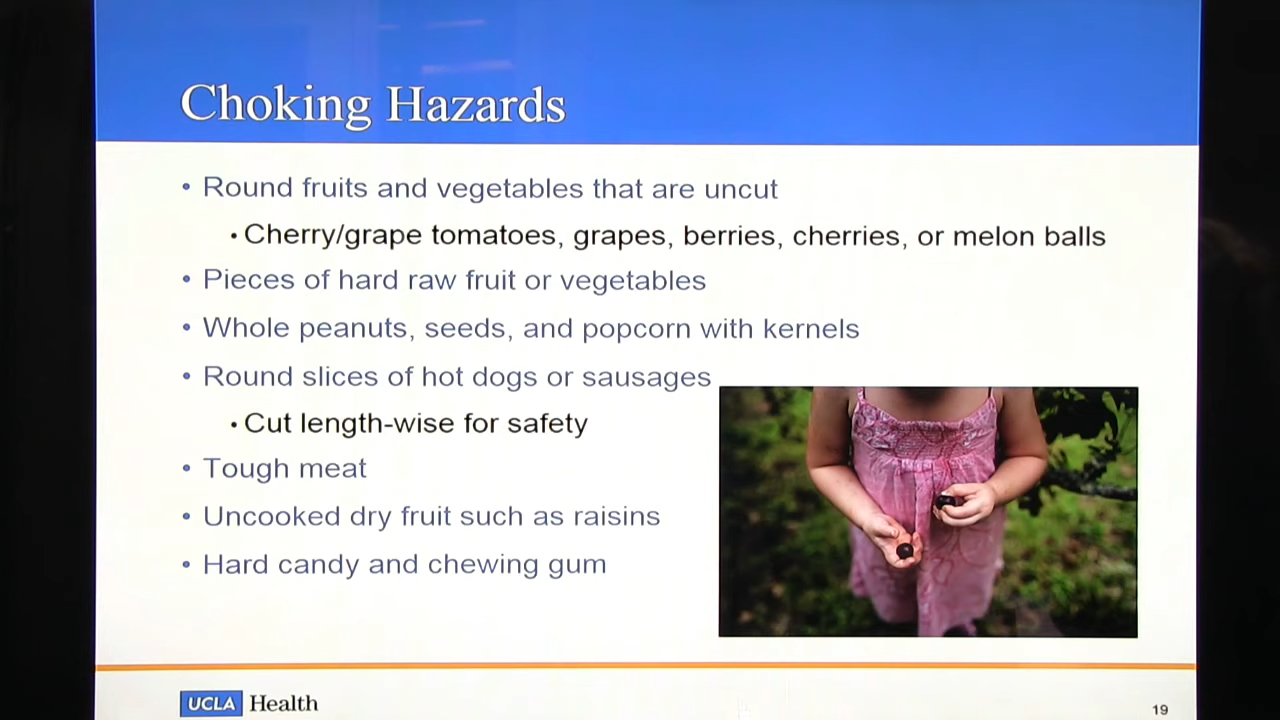 Choking Hazards
• Round fruits and vegetables that are uncut
• Cherry/grape tomatoes, grapes, berries, cherries, or melon balls
• Pieces of hard raw fruit or vegetables
• Whole peanuts, seeds, and popcorn with kernels
• Round slices of hot dogs or sausages
• Cut length-wise for safety
• Tough meat
• Uncooked dry fruit such as raisins
• Hard candy and chewing gum
UCLA Health
19